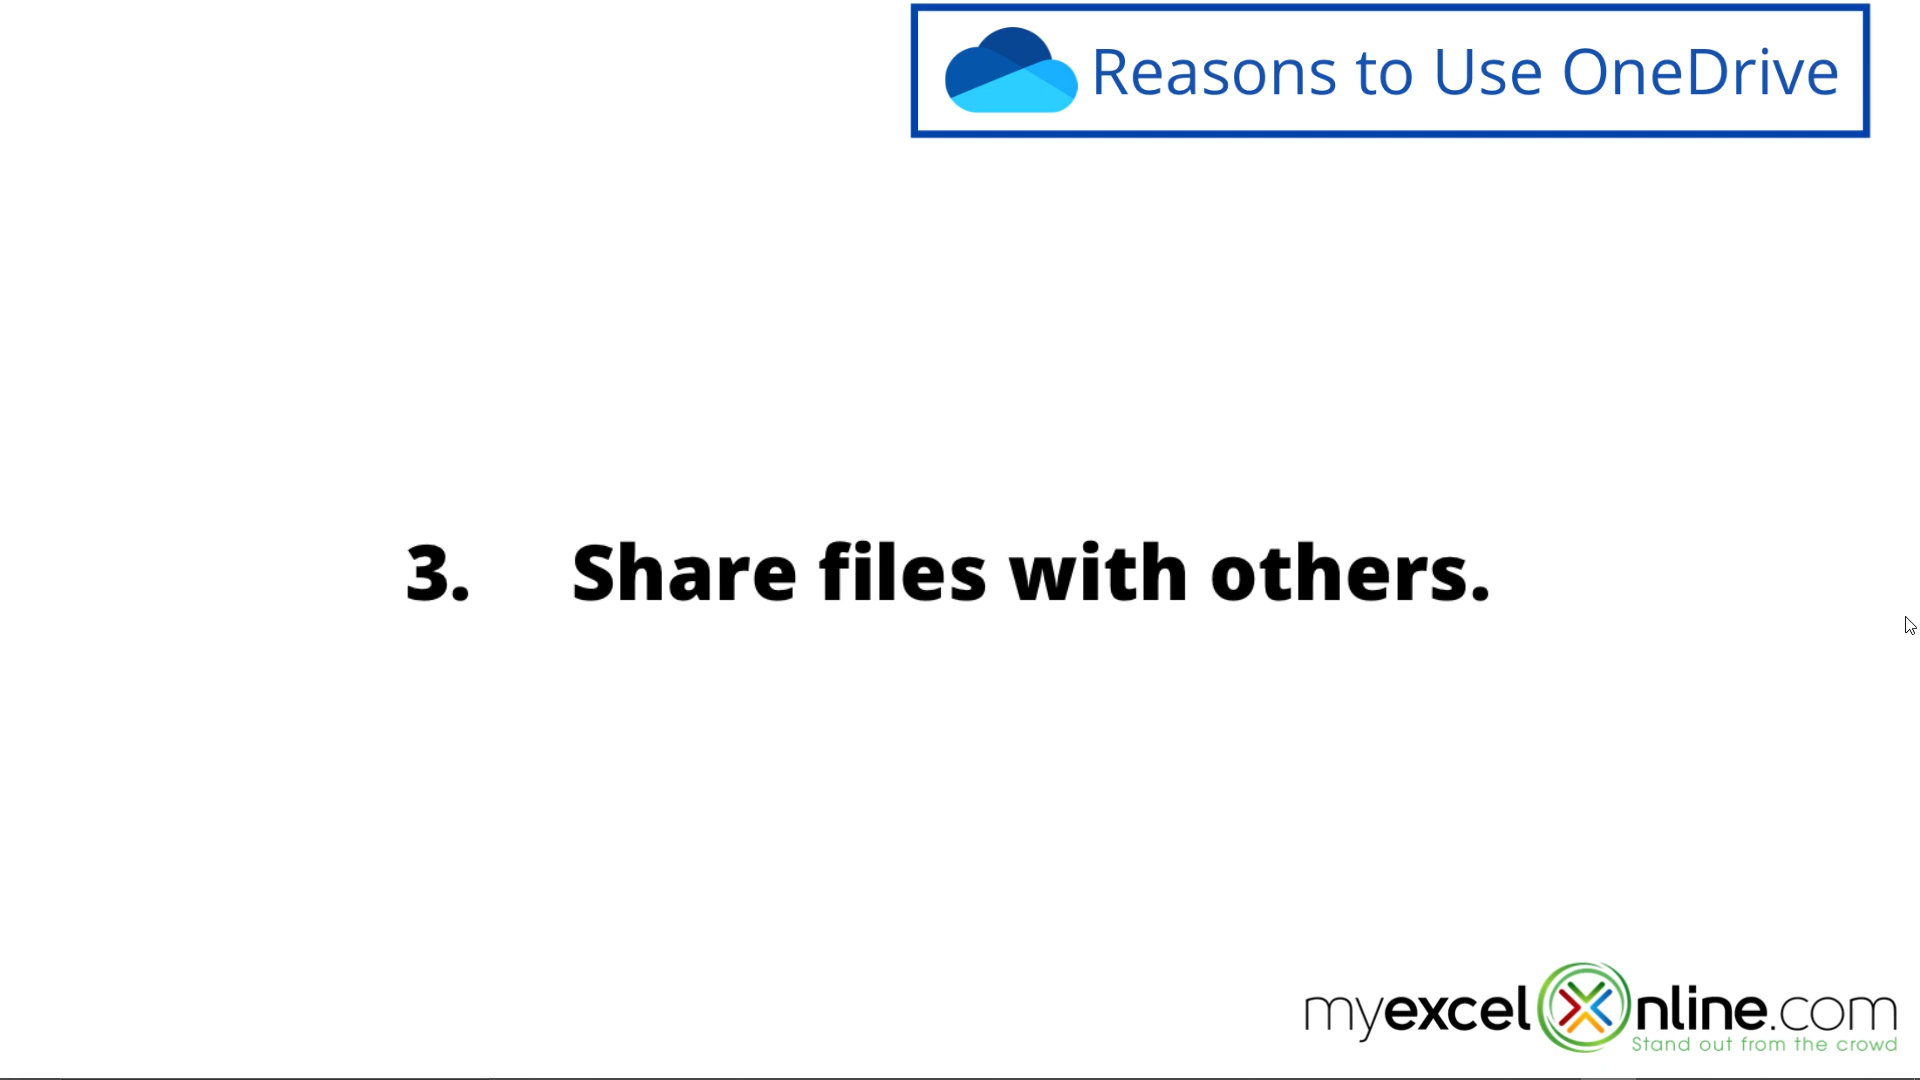 Reasons to Use OneDrive
3. Share files with others.
myexcelOnline.com
Stand out from the crowd